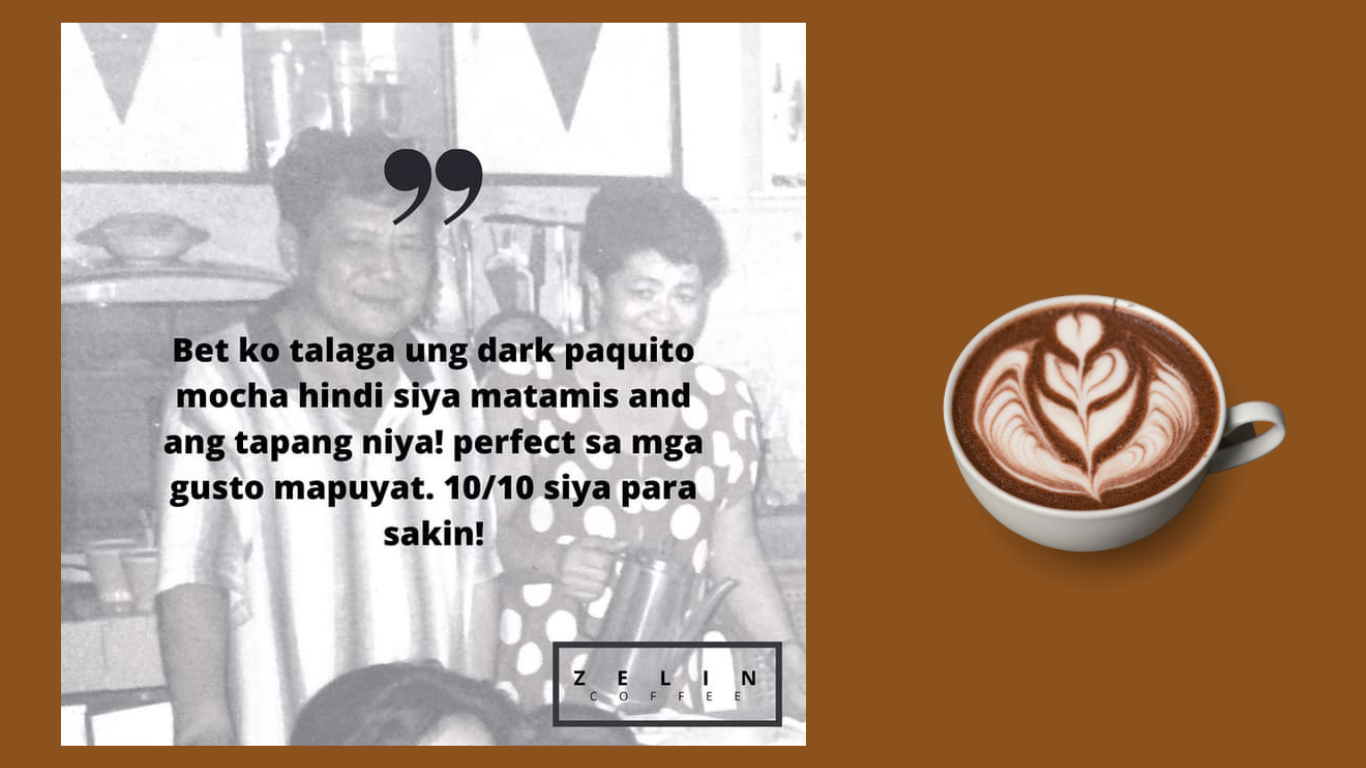 ”
Bet ko talaga ung dark paquito
mocha hindi siya matamis and
ang tapang niya! perfect sa mga
gusto mapuyat. 10/10 siya para
sakin!
ZELIN
COFFEE